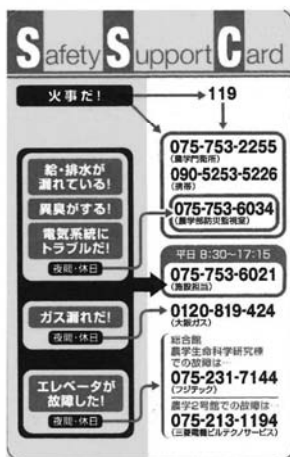 Safety Support Card
火事だ!
119
075-753-2255
(農学門衛所)
090-5253-5226
(携帯)
075-753-6034
(農学部防災監視室)
給・排水が
漏れている!
異臭がする!
電気系統に
トラブルだ!
夜間・休日
平日 8:30~17:15
075-753-6021
(施設担当)
ガス漏れだ!
夜間・休日
0120-819-424
(大阪ガス)
エレベータが
故障した!
夜間・休日
総合館
農学生命科学研究棟
での故障は…
075-231-7144
(フジテック)
農学2号館での故障は…
075-213-1194
(三菱電機ビルテクノサービス)